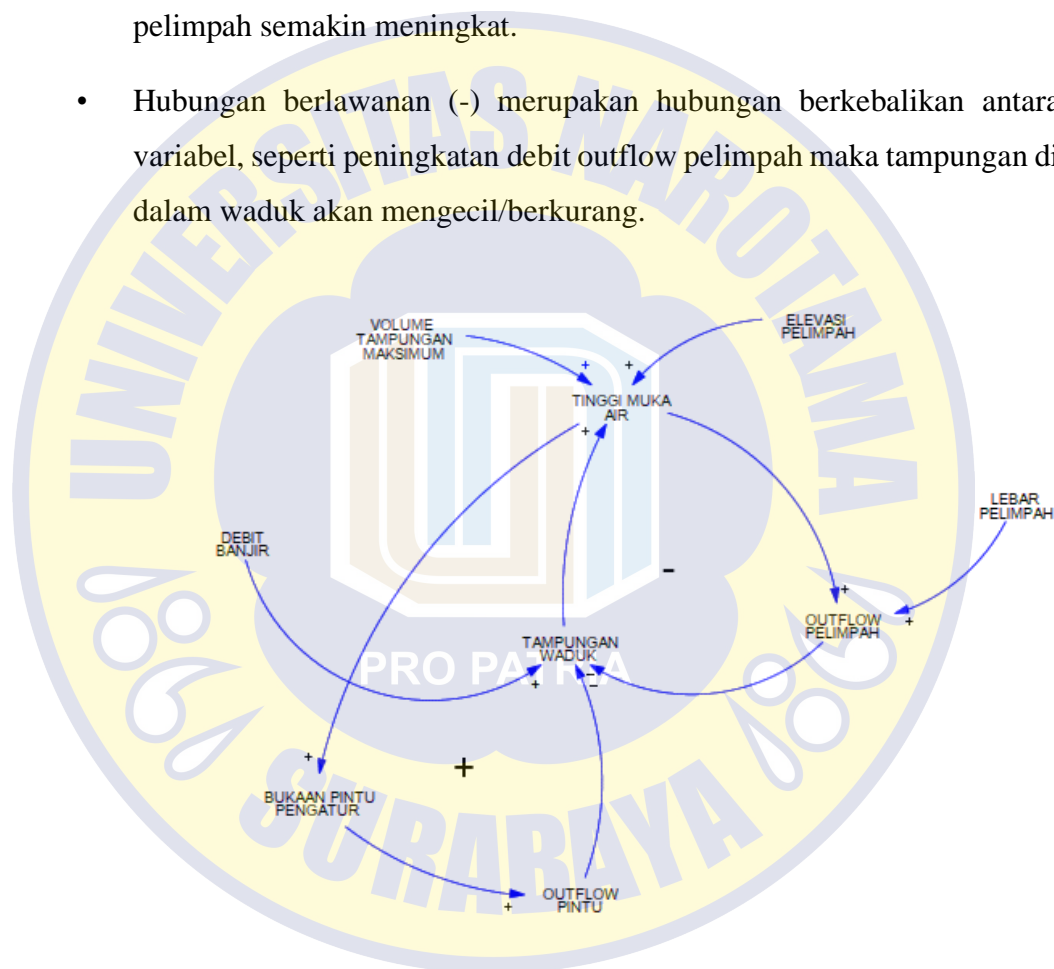 pelimpah semakin meningkat.
• Hubungan berlawanan (-) merupakan hubungan berkebalikan antara
variabel, seperti peningkatan debit outflow pelimpah maka tampungan di
dalam waduk akan mengecil/berkurang.
UNIVERSITAS NAROTAMA
VOLUME
TAMPUNGAN
MAKSIMUM
ELEVASI
PELIMPAH
+ +
TINGGI MUKA
AIR
+
LEBAR
PELIMPAH
DEBIT
BANJIR
-
+
OUTFLOW
PELIMPAH
+
TAMPUNGAN
WADUK
PRO PATRIA
+
-
-
+
+
BUKAAN PINTU
PENGATUR
SURABAYA
OUTFLOW
PINTU
+